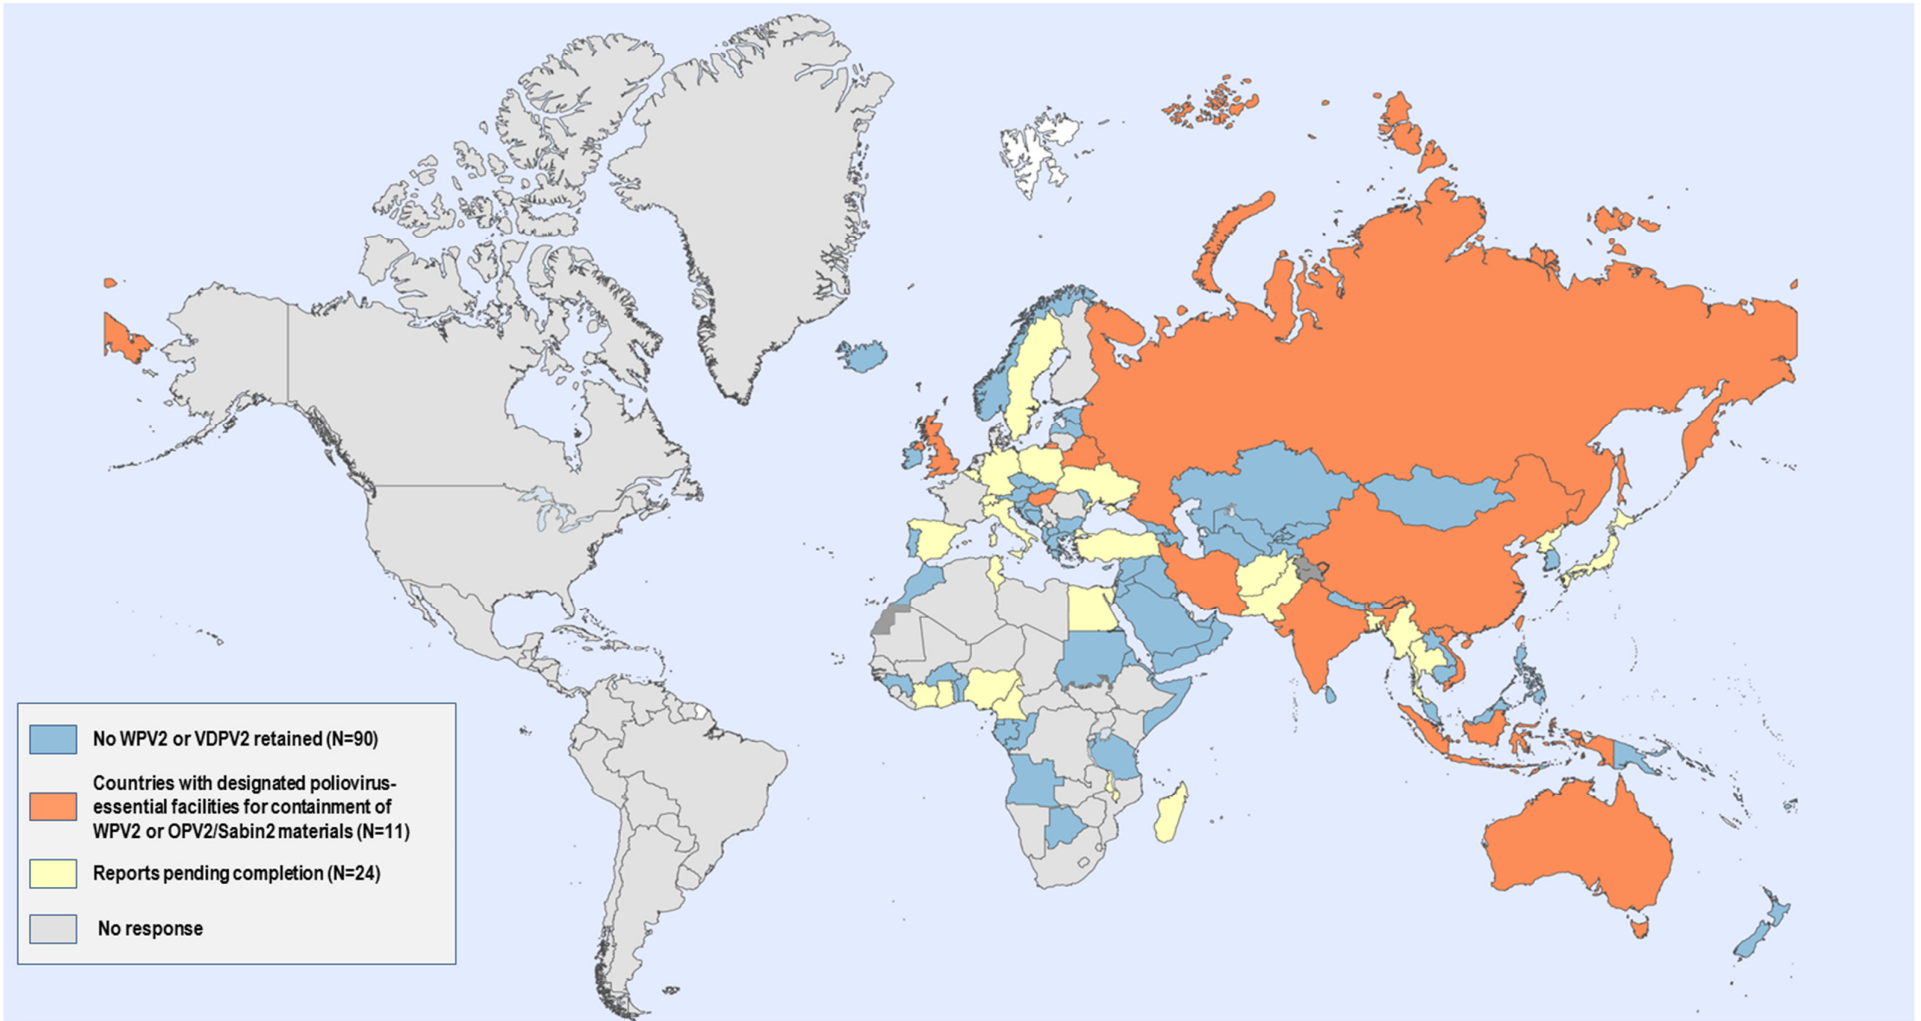 No WPV2 or VDPV2 retained (N=90)
Countries with designated poliovirus-
essential facilities for containment of
WPV2 or OPV2/Sabin2 materials (N=11)
Reports pending completion (N=24)
No response